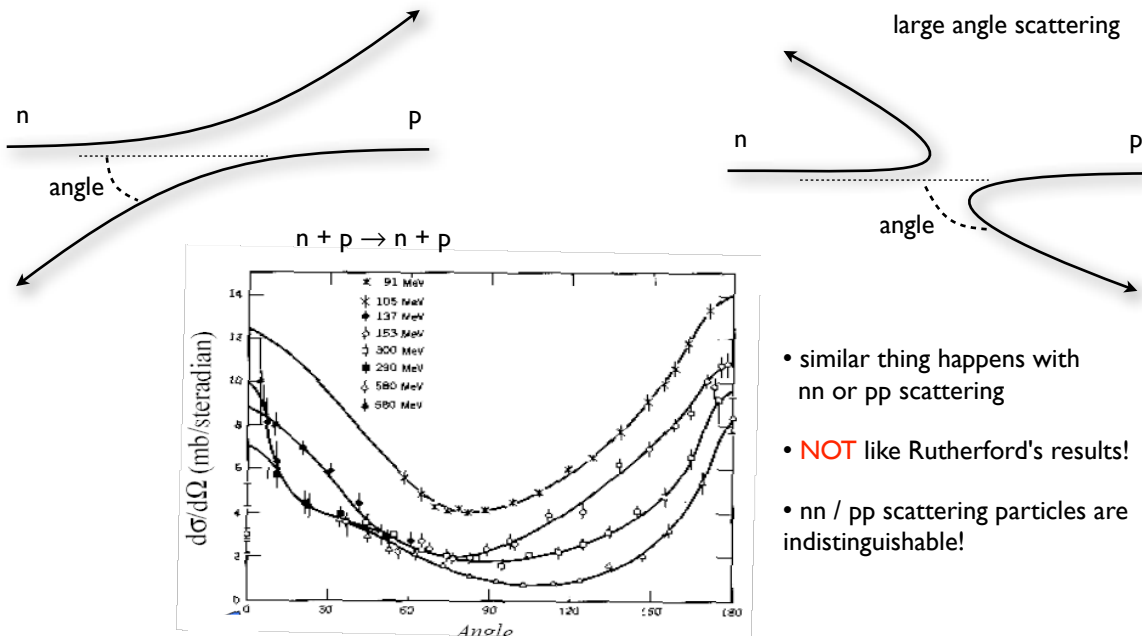 large angle scattering
n
p
angle
n
p
angle
n + p → n + p
dσ/dΩ (mb/steradian)
14
12
10
8
6
4
2
0
91 MeV
105 MeV
137 MeV
153 MeV
300 MeV
290 MeV
580 MeV
680 MeV
0
30
60
90
120
150
180
Angle
• similar thing happens with
nn or pp scattering
• NOT like Rutherford's results!
• nn / pp scattering particles are
indistinguishable!